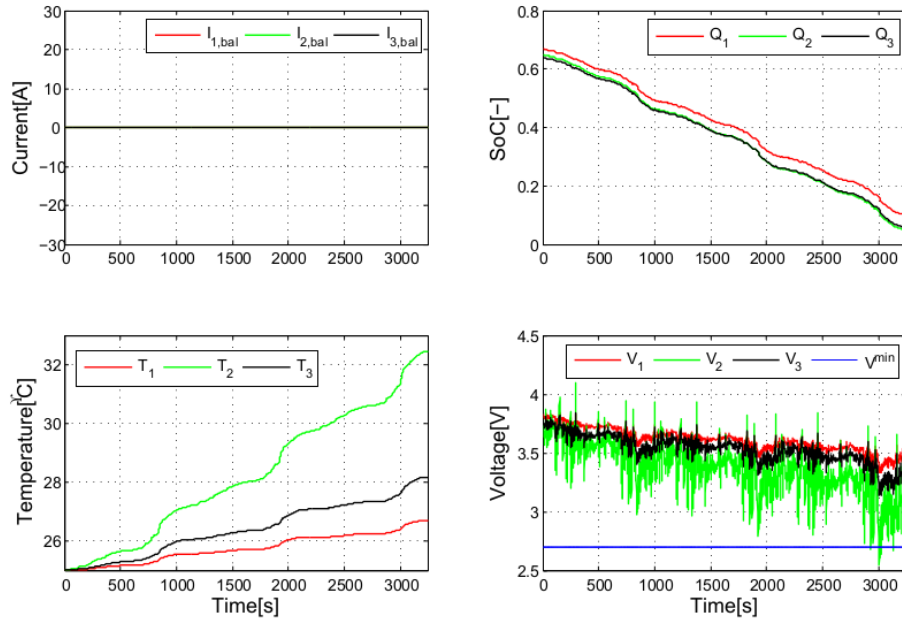 30
20
10
0
−10
−20
−30
Current[A]
I1,bal I2,bal I3,bal
0 500 1000 1500 2000 2500 3000
0.8
0.6
0.4
0.2
0
SoC[−]
Q1 Q2 Q3
0 500 1000 1500 2000 2500 3000
32
30
28
26
Temperature[˚C]
T1 T2 T3
0 500 1000 1500 2000 2500 3000
Time[s]
4.5
4
3.5
3
2.5
Voltage[V]
V1 V2 V3 Vmin
0 500 1000 1500 2000 2500 3000
Time[s]